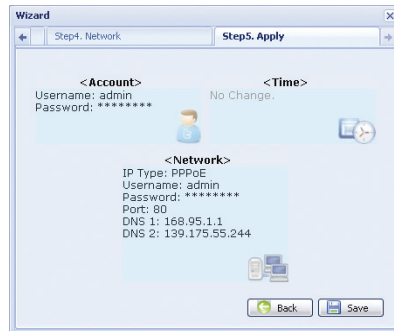 Wizard
Step4. Network
Step5. Apply
<Account>
Username: admin
Password: ********
<Time>
No Change.
<Network>
IP Type: PPPoE
Username: admin
Password: ********
Port: 80
DNS 1: 168.95.1.1
DNS 2: 139.175.55.244
Back
Save